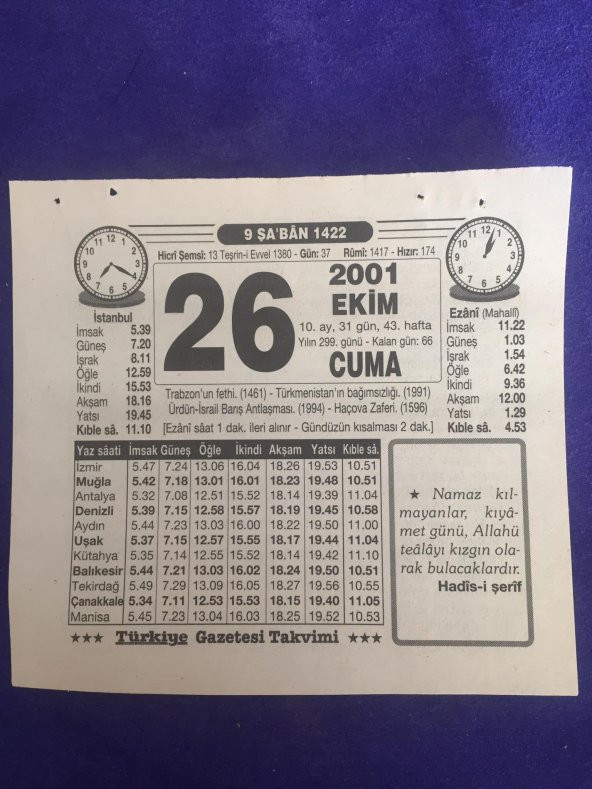 9 ŞA'BÂN 1422
Hicrî Şemsî: 13 Teşrin-i Evvel 1380 - Gün: 37 Rûmî: 1417 - Hızır: 174
26
2001
EKİM
10. ay, 31 gün, 43. hafta
Yılın 299. günü - Kalan gün: 66
CUMA
İstanbul
İmsak 5.39
Güneş 7.20
İşrak 8.11
Öğle 12.59
İkindi 15.53
Akşam 18.16
Yatsı 19.45
Kıble sâ. 11.10
Ezânî (Mahallî)
İmsak 11.22
Güneş 1.03
İşrak 1.54
Öğle 6.42
İkindi 9.36
Akşam 12.00
Yatsı 1.29
Kıble sâ. 4.53
Trabzon'un fethi. (1461) - Türkmenistan'ın bağımsızlığı. (1991)
Ürdün-İsrail Barış Antlaşması. (1994) - Haçova Zaferi. (1596)
[Ezânî sâat 1 dak. ileri alınır - Gündüzün kısalması 2 dak.]
Yaz sâati İmsak Güneş Öğle İkindi Akşam Yatsı Kıble sâ.
İzmir 5.47 7.24 13.06 16.04 18.26 19.53 10.51
Muğla 5.42 7.18 13.01 16.01 18.23 19.48 10.51
Antalya 5.32 7.08 12.51 15.52 18.14 19.39 11.04
Denizli 5.39 7.15 12.58 15.57 18.19 19.45 10.58
Aydın 5.44 7.23 13.03 16.00 18.22 19.50 11.00
Uşak 5.37 7.15 12.57 15.55 18.17 19.44 11.04
Kütahya 5.35 7.14 12.55 15.52 18.14 19.42 11.10
Balıkesir 5.44 7.21 13.03 16.02 18.24 19.50 10.51
Tekirdağ 5.49 7.29 13.09 16.05 18.27 19.56 10.55
Çanakkale 5.34 7.11 12.53 15.53 18.15 19.40 11.05
Manisa 5.45 7.23 13.04 16.03 18.25 19.52 10.53
★★★ Türkiye Gazetesi Takvimi ★★★
★ Namaz kıl-
mayanlar, kıyâ-
met günü, Allahü
teâlâyı kızgın ola-
rak bulacaklardır.
Hadîs-i şerîf